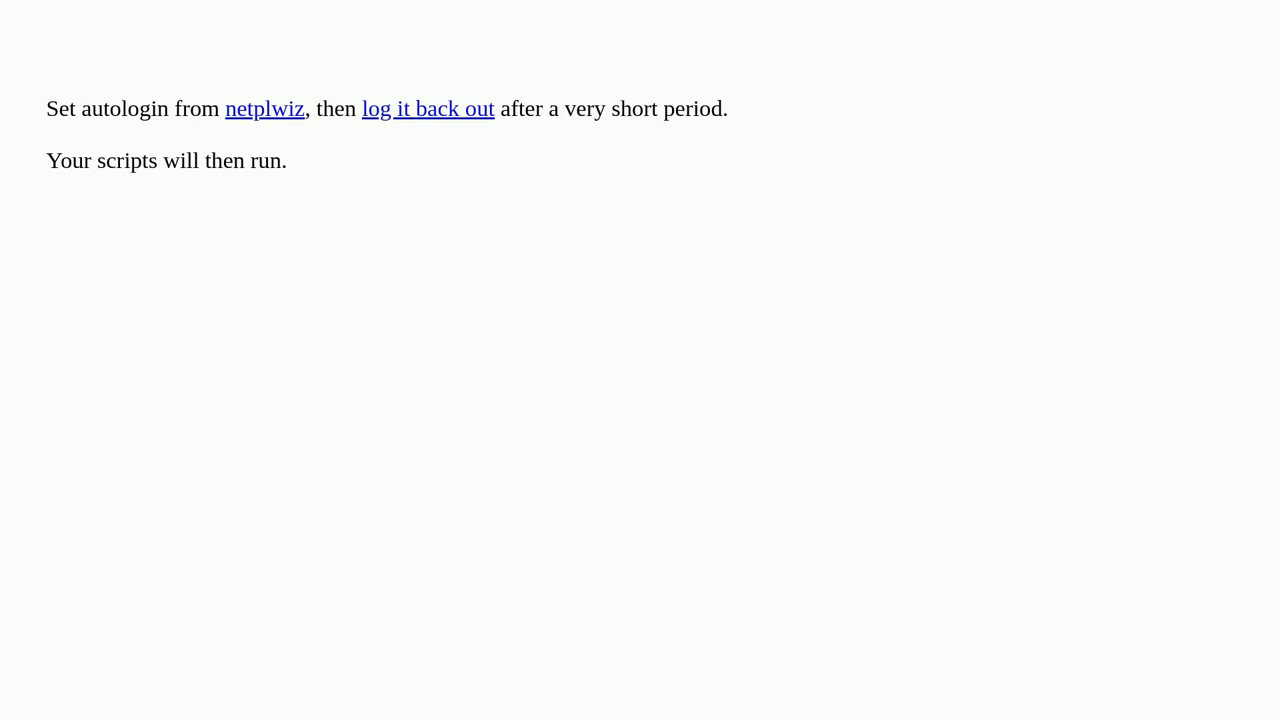 Set autologin from netplwiz, then log it back out after a very short period.
Your scripts will then run.